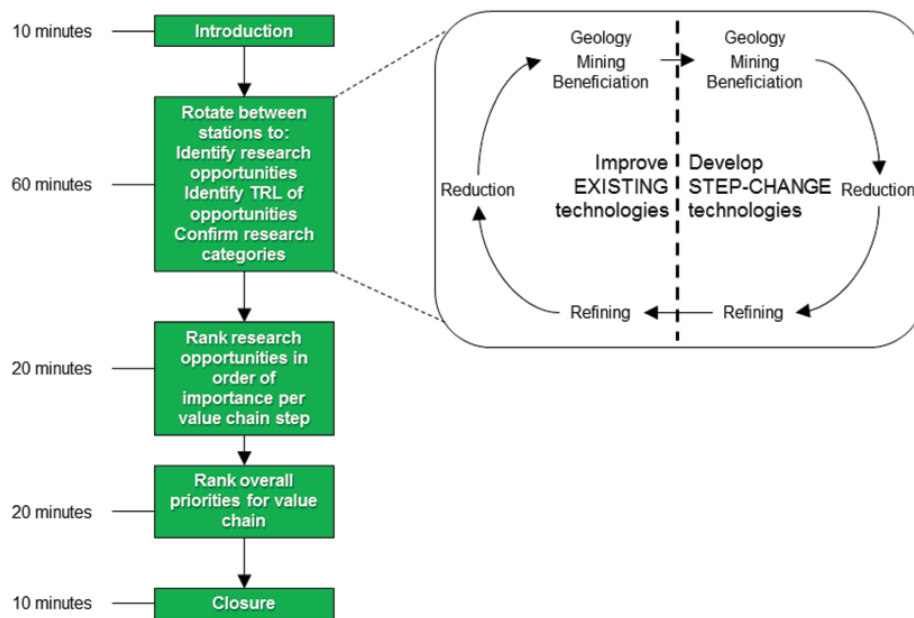 10 minutes
Introduction
60 minutes
Rotate between
stations to:
Identify research
opportunities
Identify TRL of
opportunities
Confirm research
categories
20 minutes
Rank research
opportunities in
order of
importance per
value chain step
20 minutes
Rank overall
priorities for value
chain
10 minutes
Closure
Geology
Mining
Beneficiation
Geology
Mining
Beneficiation
Improve
EXISTING
technologies
Develop
STEP-CHANGE
technologies
Reduction
Reduction
Refining
Refining